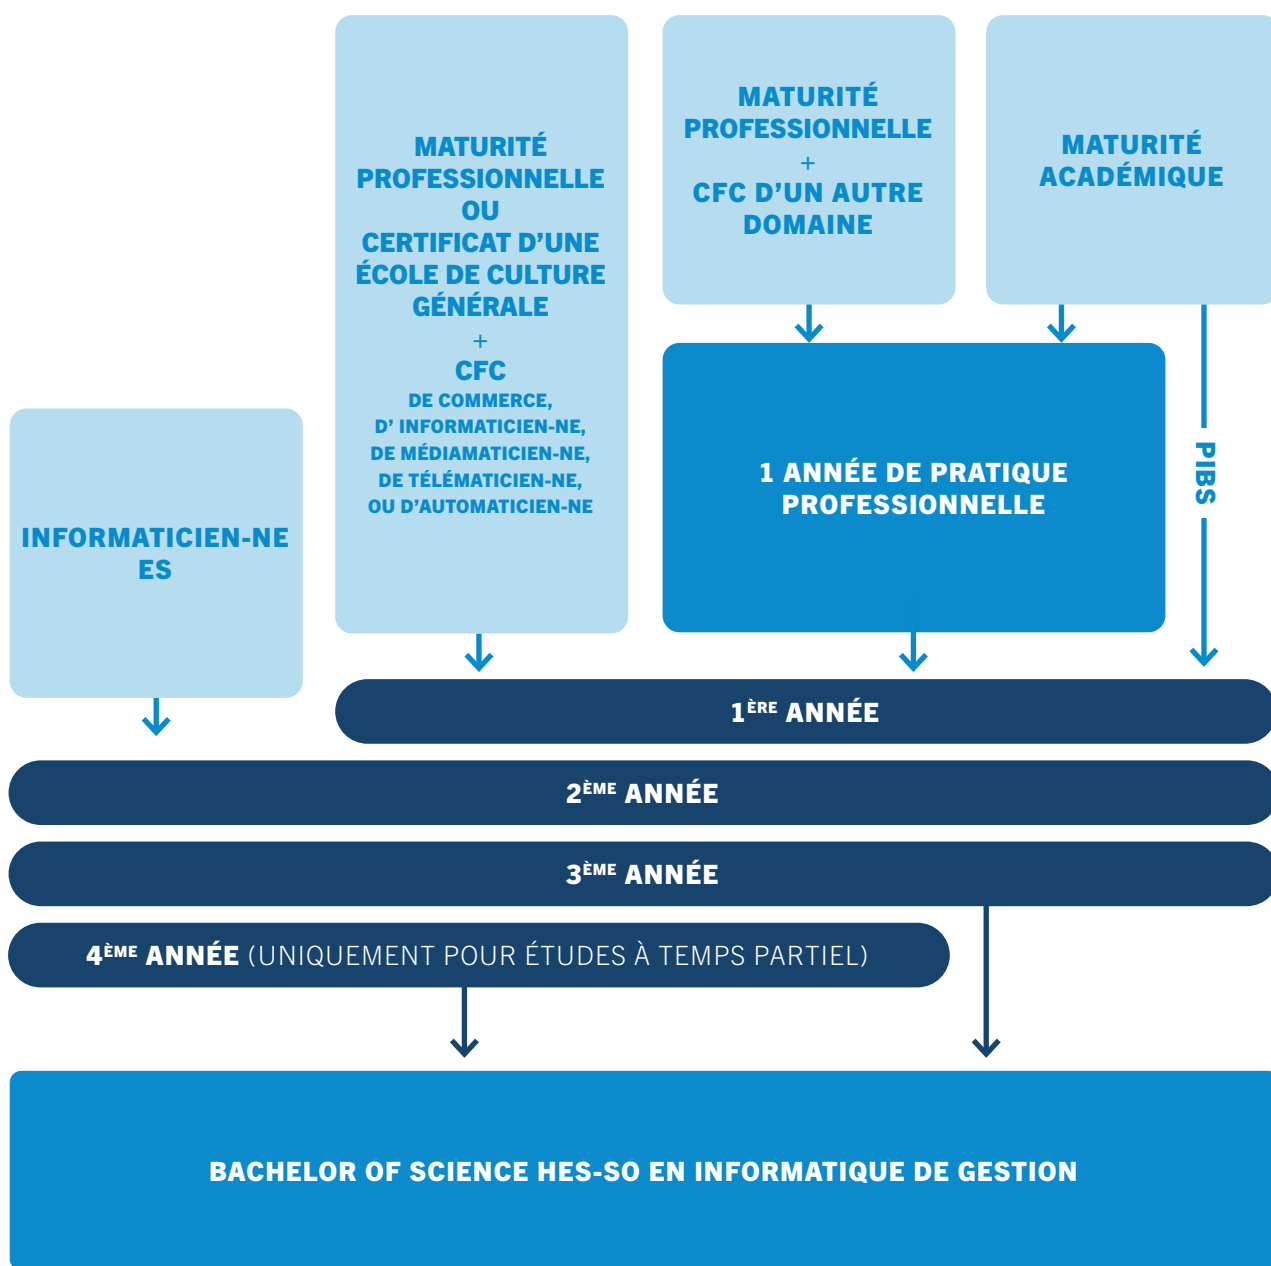 MATURITÉ
PROFESSIONNELLE
OU
CERTIFICAT D’UNE
ÉCOLE DE CULTURE
GÉNÉRALE
+
CFC
DE COMMERCE,
D’ INFORMATICIEN-NE,
DE MÉDIAMATICIEN-NE,
DE TÉLÉMATICIEN-NE,
OU D’AUTOMATICIEN-NE
MATURITÉ
PROFESSIONNELLE
+
CFC D’UN AUTRE
DOMAINE
MATURITÉ
ACADÉMIQUE
INFORMATICIEN-NE
ES
1 ANNÉE DE PRATIQUE
PROFESSIONNELLE
PIBS
1ÈRE ANNÉE
2ÈME ANNÉE
3ÈME ANNÉE
4ÈME ANNÉE (UNIQUEMENT POUR ÉTUDES À TEMPS PARTIEL)
BACHELOR OF SCIENCE HES-SO EN INFORMATIQUE DE GESTION